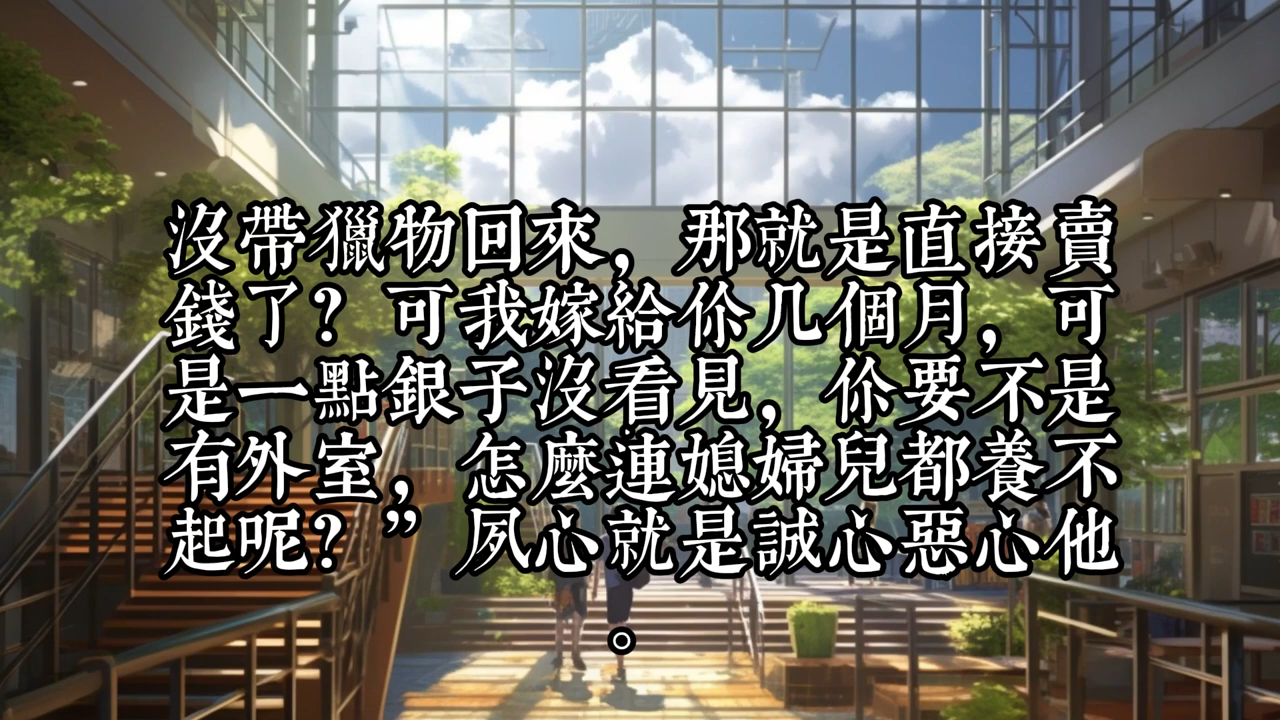 沒帶獵物回來，那就是直接賣
錢了？可我嫁給你几個月，可
是一點銀子沒看見，你要不是
有外室，怎麼連媳婦兒都養不
起呢？”夙心就是誠心惡心他
。